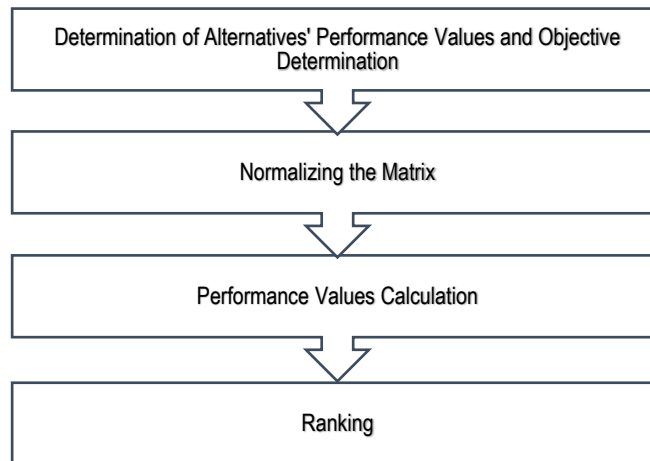 Determination of Alternatives' Performance Values and Objective
Determination
Normalizing the Matrix
Performance Values Calculation
Ranking